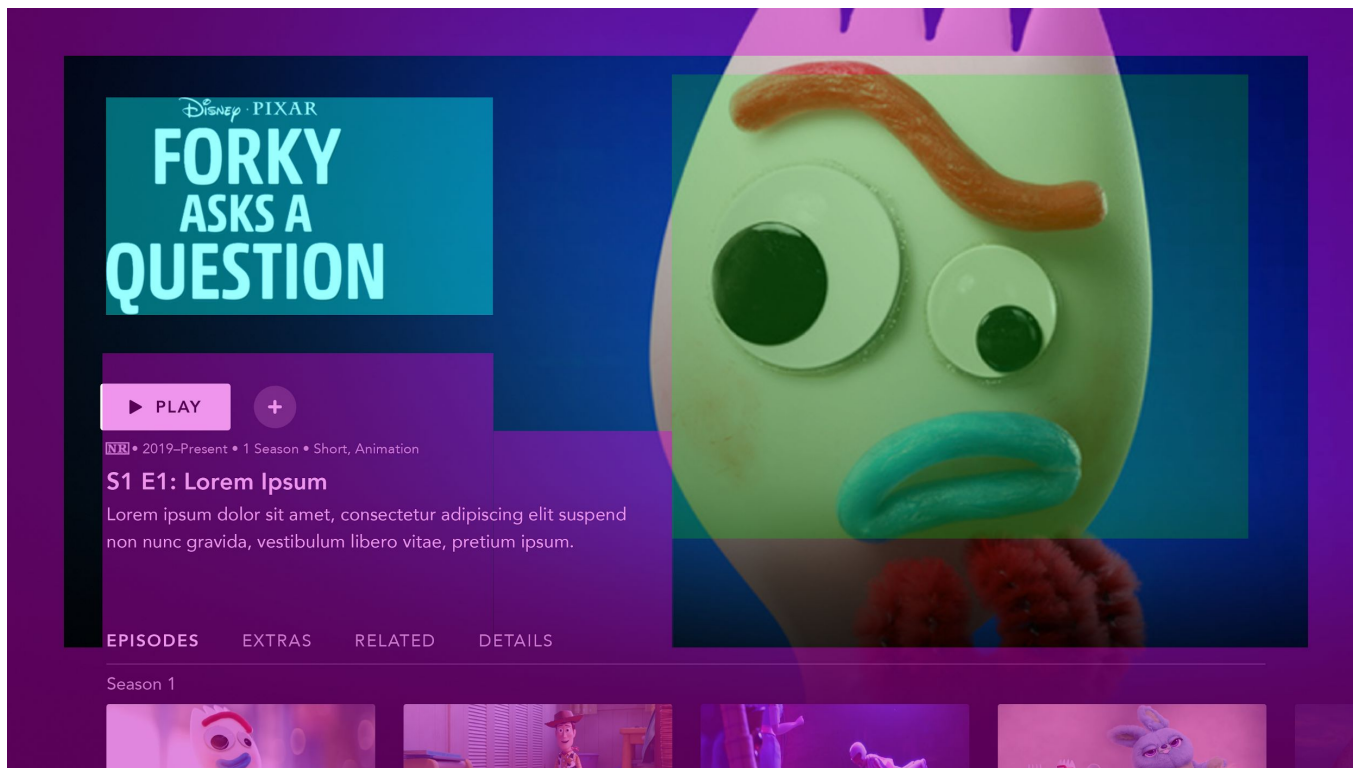 Disney · PIXAR
FORKY
ASKS A
QUESTION
PLAY
NR • 2019–Present • 1 Season • Short, Animation
S1 E1: Lorem Ipsum
Lorem ipsum dolor sit amet, consectetur adipiscing elit suspend
non nunc gravida, vestibulum libero vitae, pretium ipsum.
EPISODES EXTRAS RELATED DETAILS
Season 1